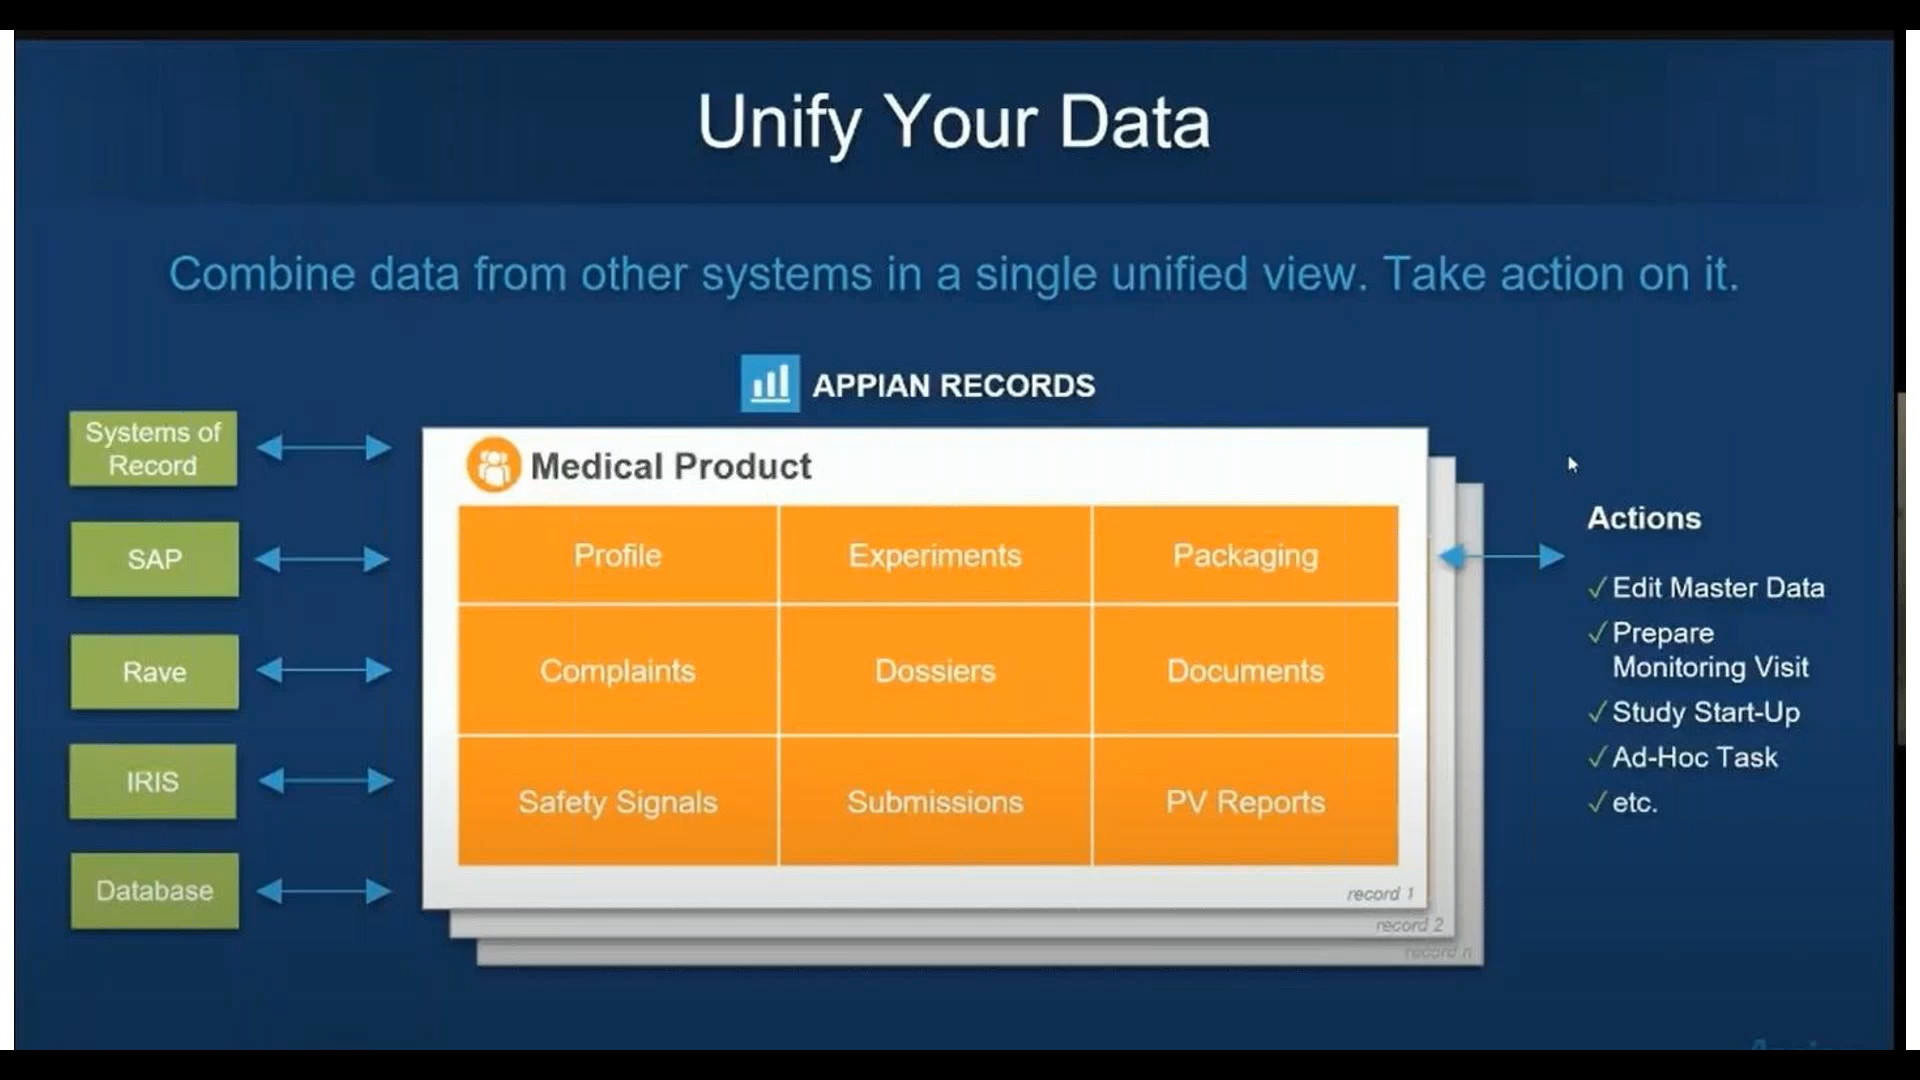 Unify Your Data
Combine data from other systems in a single unified view. Take action on it.
APPIAN RECORDS
Systems of
Record
SAP
Rave
IRIS
Database
Medical Product
Profile
Experiments
Packaging
Complaints
Dossiers
Documents
Safety Signals
Submissions
PV Reports
record 1
record 2
record n
Actions
✓ Edit Master Data
✓ Prepare
Monitoring Visit
✓ Study Start-Up
✓ Ad-Hoc Task
✓ etc.